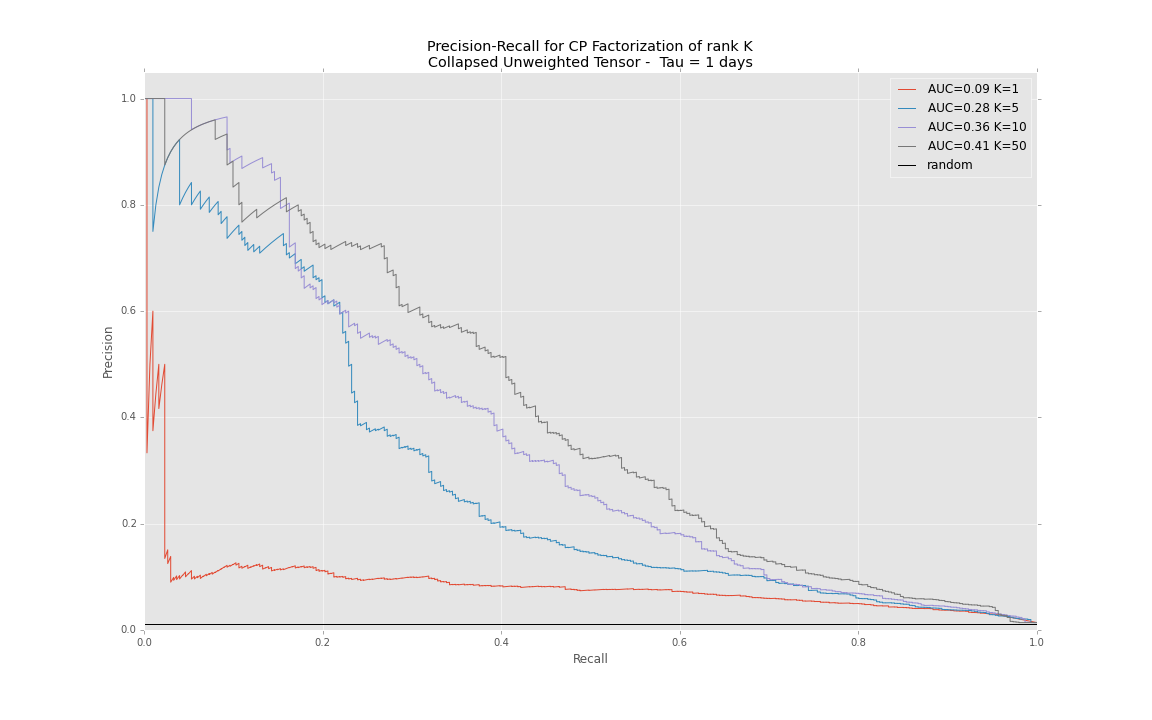 Precision-Recall for CP Factorization of rank K
Collapsed Unweighted Tensor -  Tau = 1 days
AUC=0.09 K=1
AUC=0.28 K=5
AUC=0.36 K=10
AUC=0.41 K=50
random
1.0
0.8
0.6
0.4
0.2
0.0
Precision
0.0
0.2
0.4
0.6
0.8
1.0
Recall